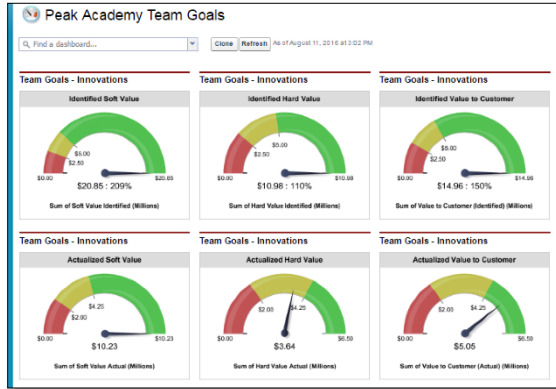 Peak Academy Team Goals
Find a dashboard...
Clone Refresh As of August 11, 2016 at 3:02 PM
Team Goals - Innovations
Identified Soft Value
$5.00
$2.50
$0.00
$20.85
$20.85 : 209%
Sum of Soft Value Identified (Millions)
Team Goals - Innovations
Identified Hard Value
$5.00
$2.50
$0.00
$10.98
$10.98 : 110%
Sum of Hard Value Identified (Millions)
Team Goals - Innovations
Identified Value to Customer
$5.00
$2.50
$0.00
$14.96
$14.96 : 150%
Sum of Value to Customer (Identified) (Millions)
Team Goals - Innovations
Actualized Soft Value
$4.25
$2.00
$0.00
$10.23
$10.23
Sum of Soft Value Actual (Millions)
Team Goals - Innovations
Actualized Hard Value
$4.25
$2.00
$0.00
$6.50
$3.64
Sum of Hard Value Actual (Millions)
Team Goals - Innovations
Actualized Value to Customer
$4.25
$2.00
$0.00
$6.50
$5.05
Sum of Value to Customer (Actual) (Millions)